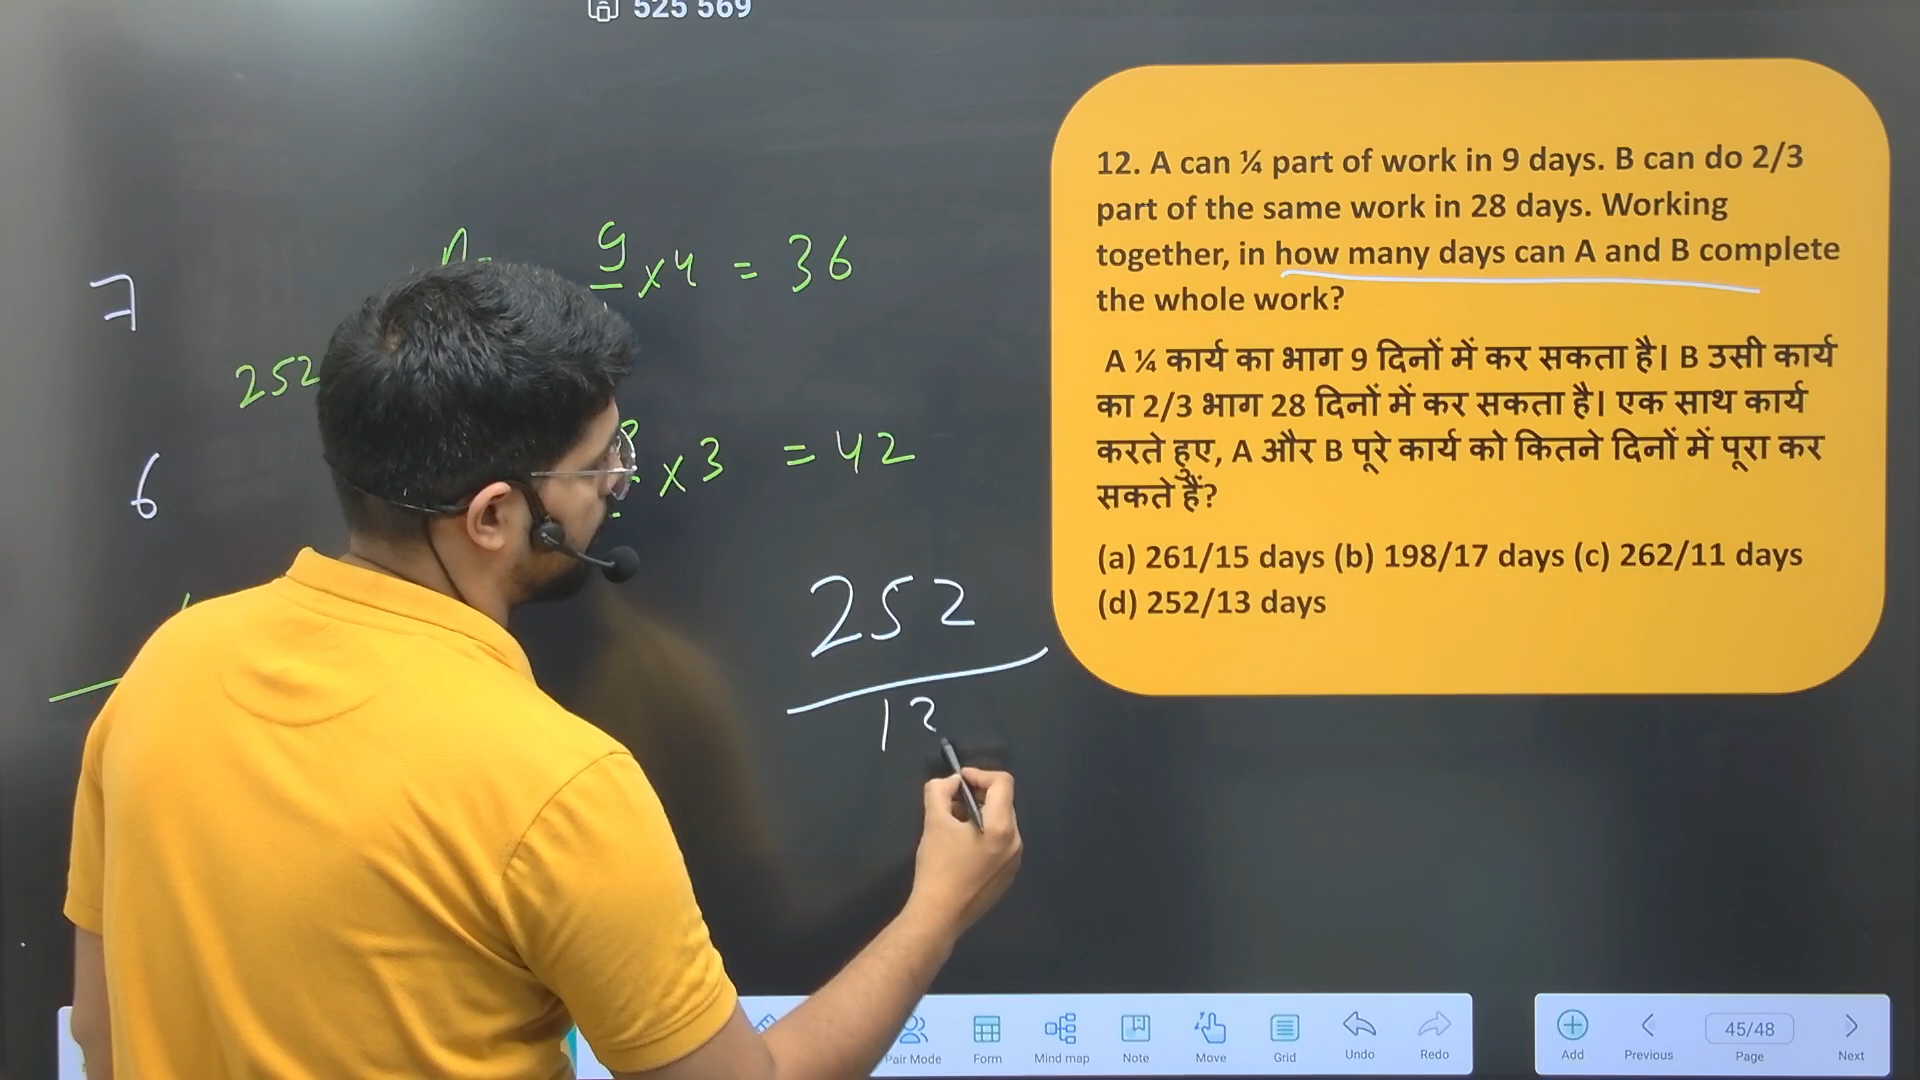 525 569
9/1 x4 = 36
7
252
x3 = 42
6
252
13
12. A can ¼ part of work in 9 days. B can do 2/3
part of the same work in 28 days. Working
together, in how many days can A and B complete
the whole work?
A ¼ कार्य का भाग 9 दिनों में कर सकता है। B उसी कार्य
का 2/3 भाग 28 दिनों में कर सकता है। एक साथ कार्य
करते हुए, A और B पूरे कार्य को कितने दिनों में पूरा कर
सकते हैं?
(a) 261/15 days (b) 198/17 days (c) 262/11 days
(d) 252/13 days
Pair Mode Form Mind map Note Move Grid Undo Redo
Add Previous 45/48 Page Next